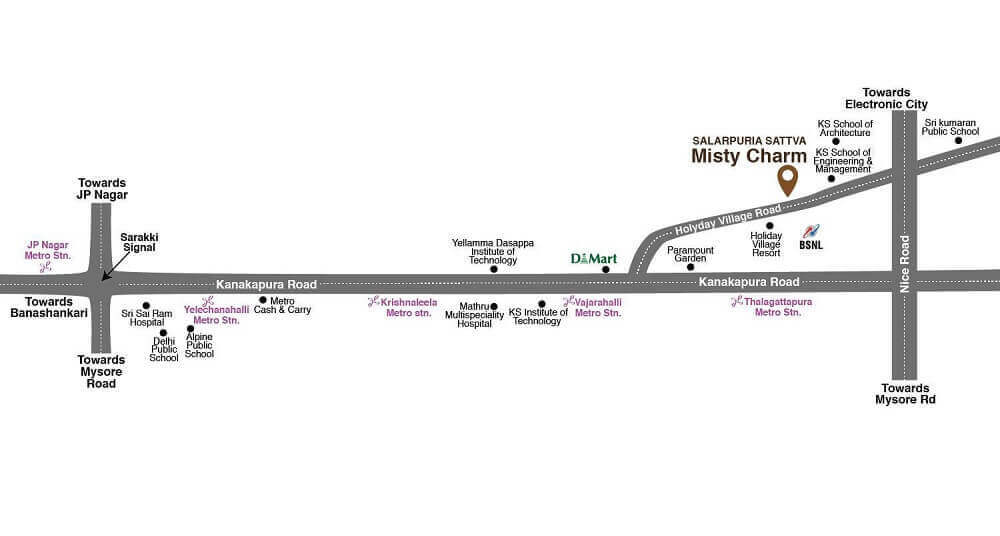 Towards
Electronic City
KS School of
Architecture
Sri kumaran
Public School
SALARPURIA SATTVA
Misty Charm
KS School of
Engineering &
Management
Towards
JP Nagar
Holyday Village Road
JP Nagar
Metro Stn.
Sarakki
Signal
Yellamma Dasappa
Institute of
Technology
DMart
Paramount
Garden
Holiday
Village
Resort
BSNL
Nice Road
Kanakapura Road
Kanakapura Road
Towards
Banashankari
Sri Sai Ram
Hospital
Yelechanahalli
Metro Stn.
Metro
Cash & Carry
Krishnaleela
Metro stn.
Mathru
Multispeciality
Hospital
KS Institute of
Technology
Vajarahalli
Metro Stn.
Thalagattapura
Metro Stn.
Delhi
Public
School
Alpine
Public
School
Towards
Mysore
Road
Towards
Mysore Rd